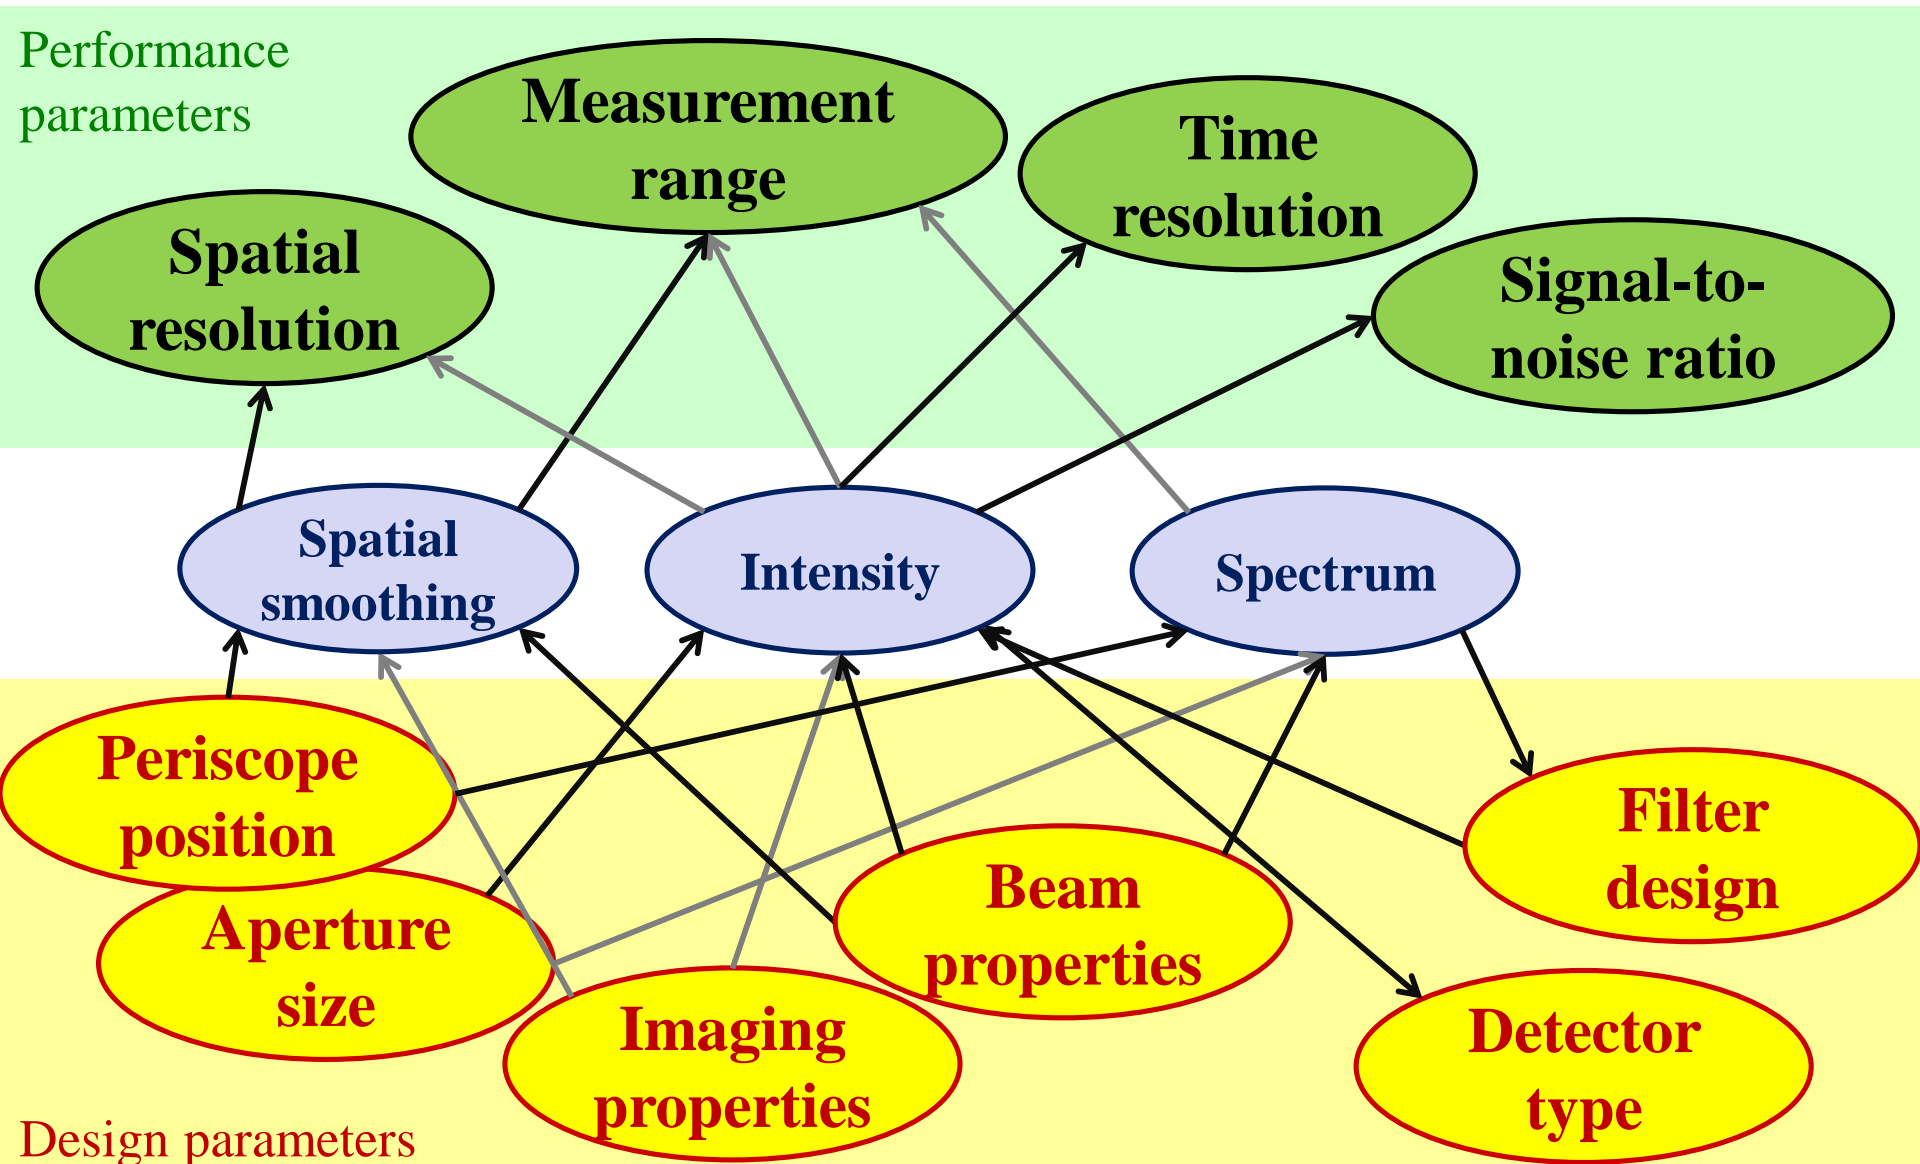 Performance
parameters
Measurement
range
Time
resolution
Spatial
resolution
Signal-to-
noise ratio
Spatial
smoothing
Intensity
Spectrum
Periscope
position
Filter
design
Beam
properties
Aperture
size
Imaging
properties
Detector
type
Design parameters